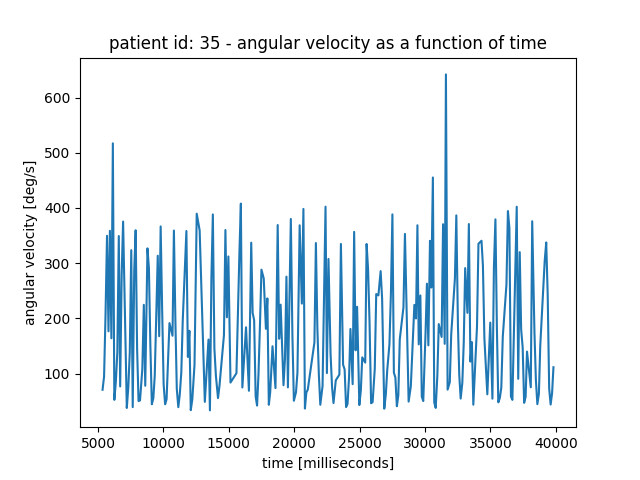 patient id: 35 - angular velocity as a function of time
600
500
400
300
200
100
angular velocity [deg/s]
5000 10000 15000 20000 25000 30000 35000 40000
time [milliseconds]